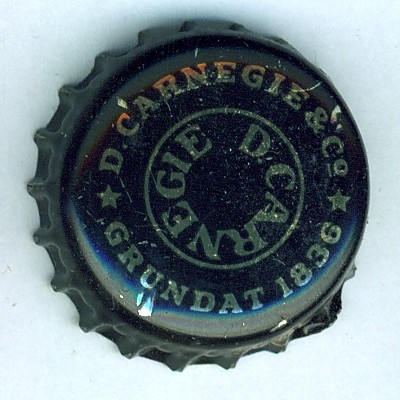 D. CARNEGIE & Co
★ GRUNDAT 1836 ★
D. CARNEGIE